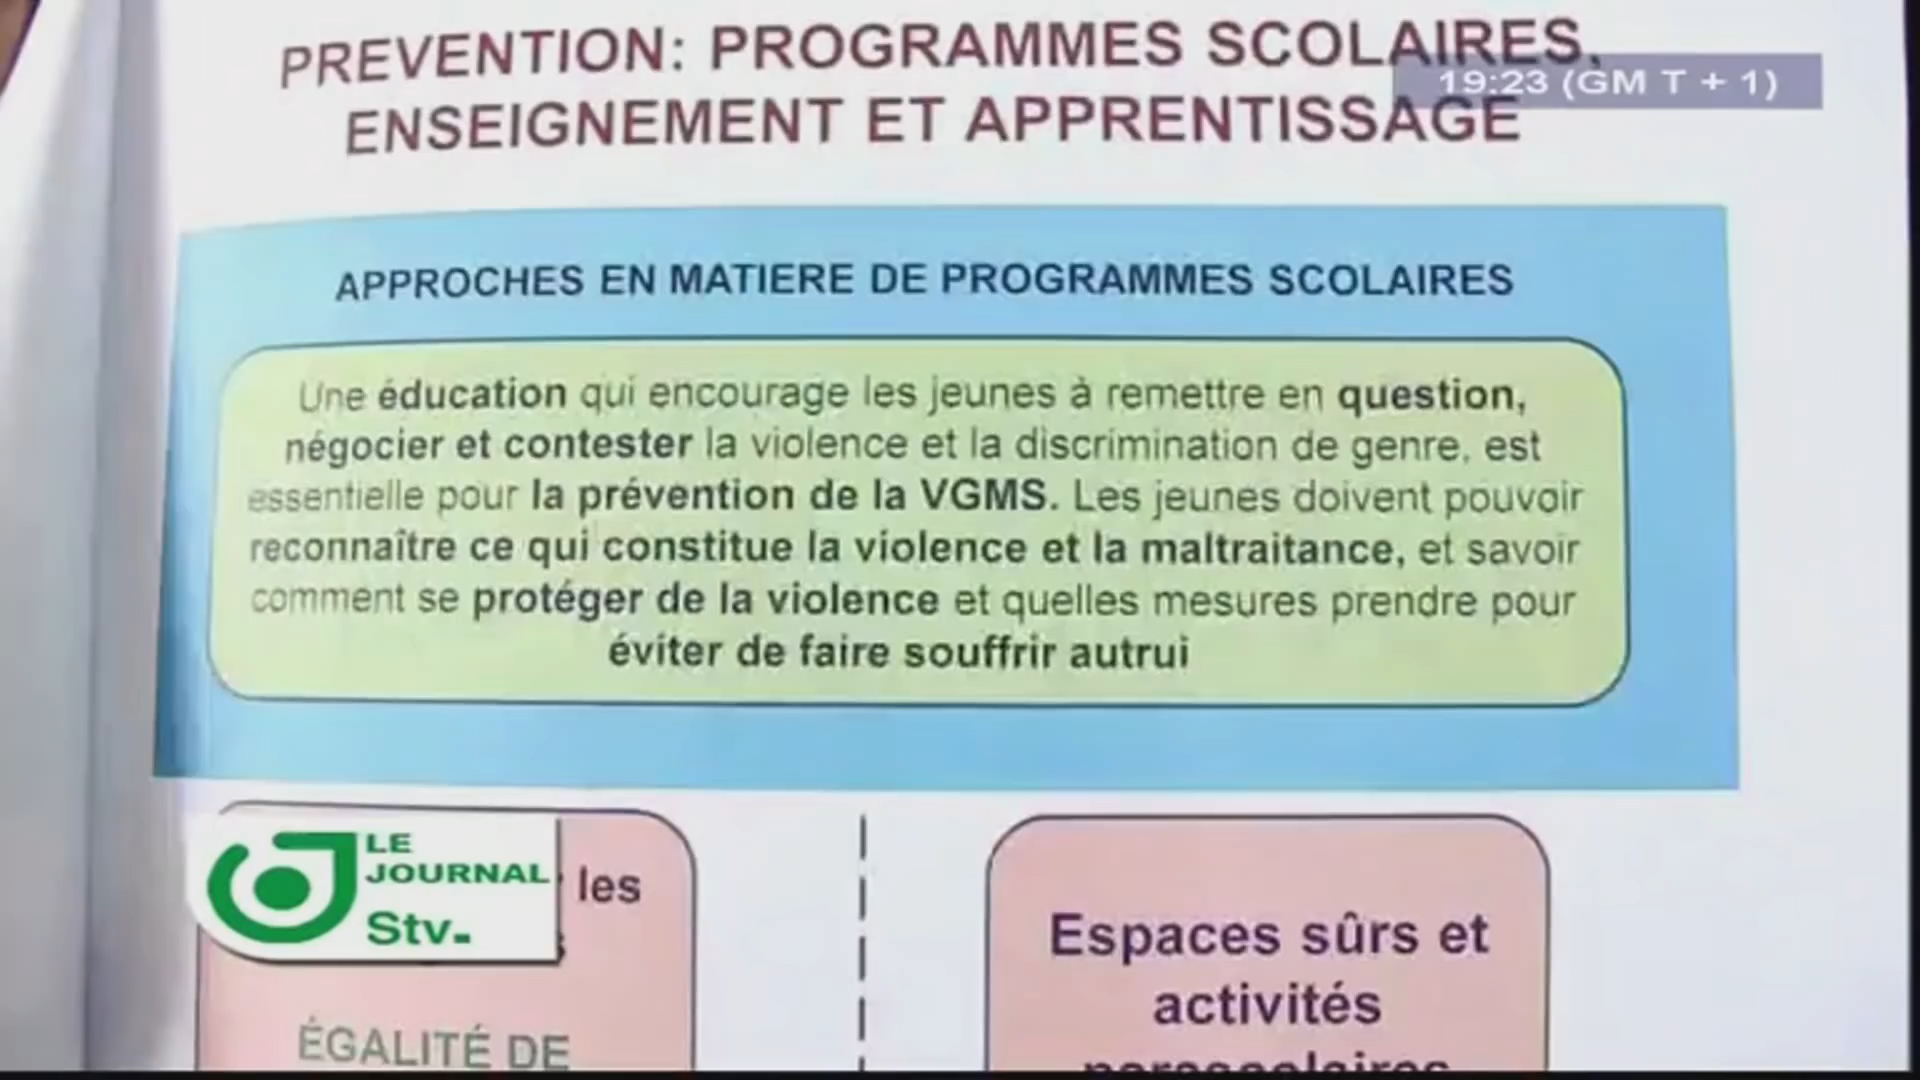 PREVENTION: PROGRAMMES SCOLAIRES,
19:23 (GMT + 1)
ENSEIGNEMENT ET APPRENTISSAGE
APPROCHES EN MATIERE DE PROGRAMMES SCOLAIRES
Une éducation qui encourage les jeunes à remettre en question,
négocier et contester la violence et la discrimination de genre, est
essentielle pour la prévention de la VGMS. Les jeunes doivent pouvoir
reconnaître ce qui constitue la violence et la maltraitance, et savoir
comment se protéger de la violence et quelles mesures prendre pour
éviter de faire souffrir autrui
LE
JOURNAL
Stv.
les
ÉGALITÉ DE
Espaces sûrs et
activités
parascolaires